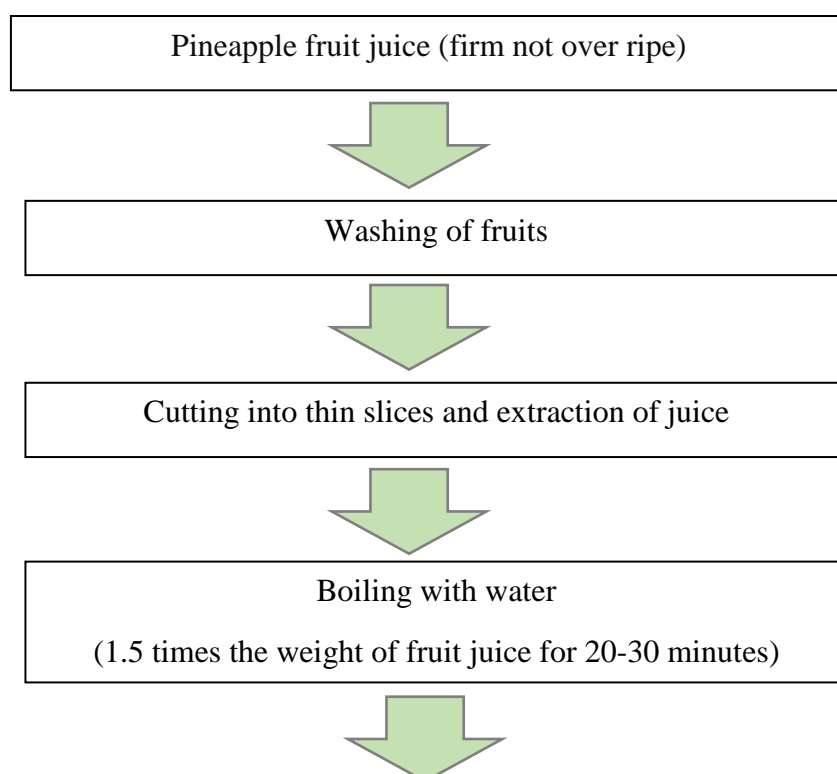 Pineapple fruit juice (firm not over ripe)
Washing of fruits
Cutting into thin slices and extraction of juice
Boiling with water
(1.5 times the weight of fruit juice for 20-30 minutes)